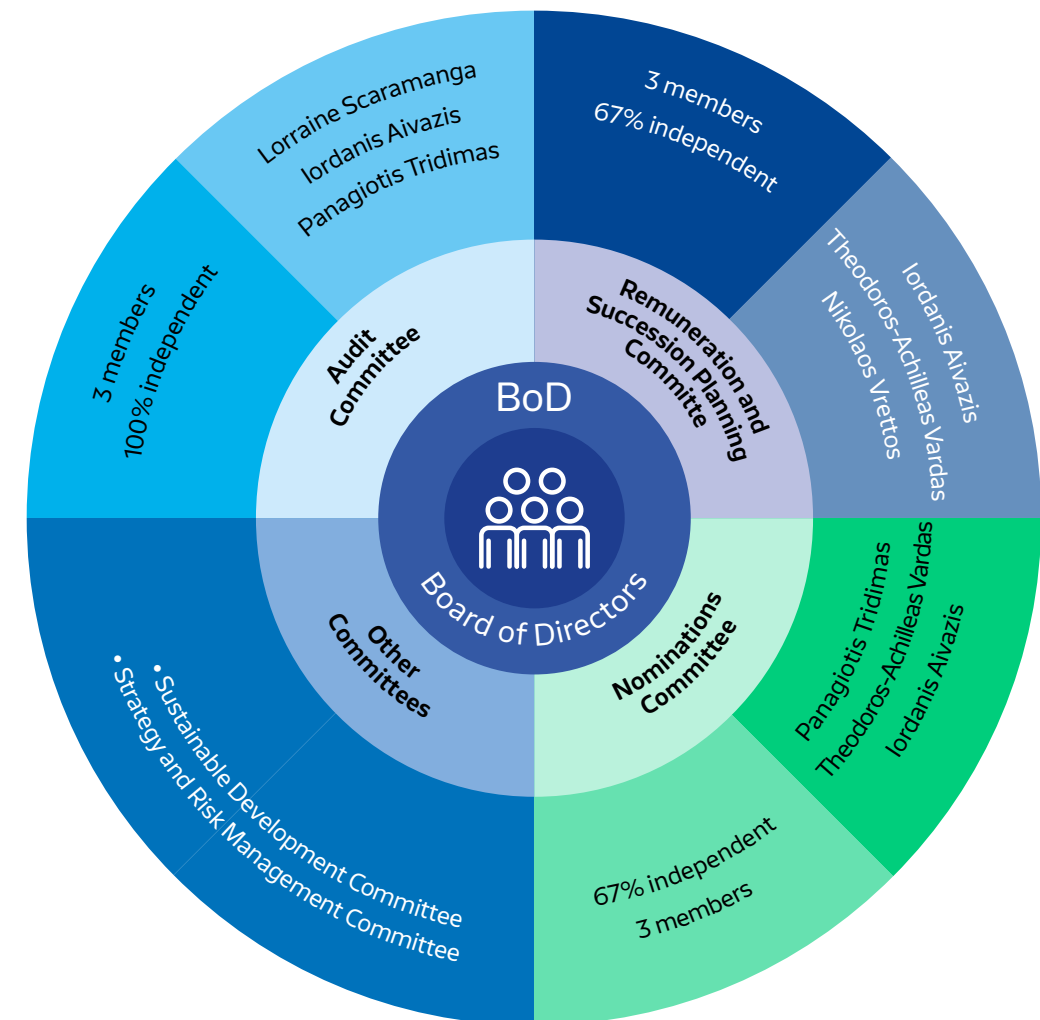 BoD
Board of Directors
Audit
Committee
3 members
100% independent
Lorraine Scaramanga
Iordanis Aivazis
Panagiotis Tridimas
Remuneration and
Succession Planning
Committe
3 members
67% independent
Iordanis Aivazis
Theodoros-Achilleas Vardas
Nikolaos Vrettos
Nominations
Committee
Panagiotis Tridimas
Theodoros-Achilleas Vardas
Iordanis Aivazis
67% independent
3 members
Other
Committees
• Sustainable Development Committee
• Strategy and Risk Management Committee